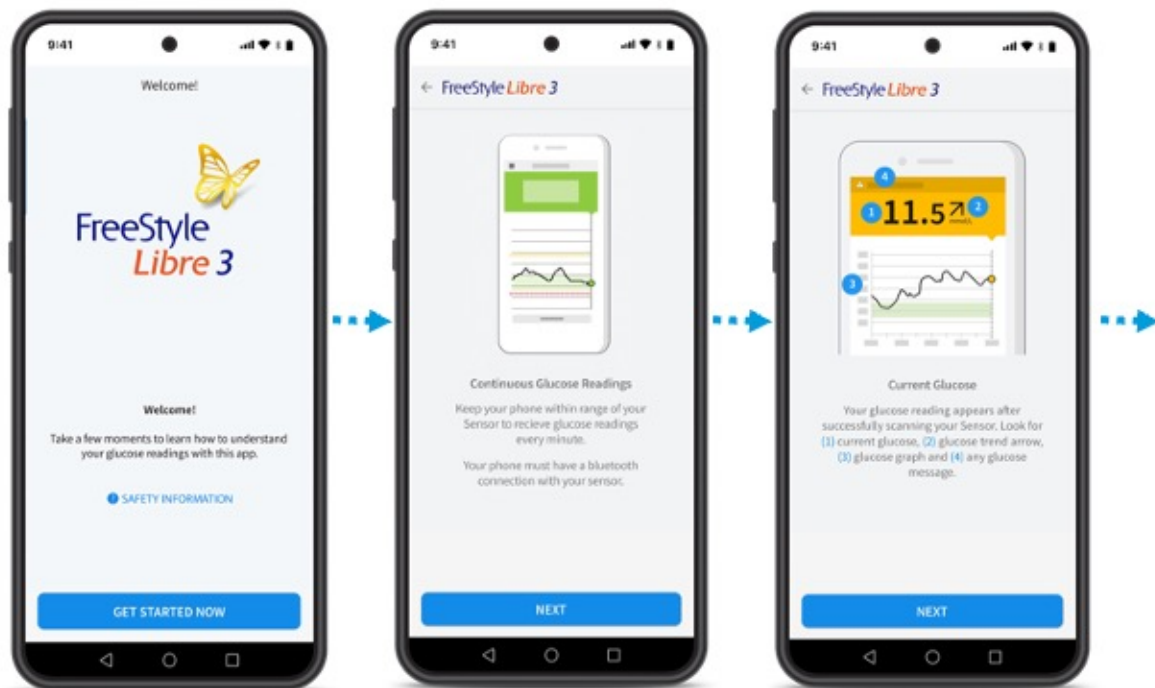 9:41
Welcome!
FreeStyle
Libre 3
Welcome!
Take a few moments to learn how to understand
your glucose readings with this app.
SAFETY INFORMATION
GET STARTED NOW
9:41
FreeStyle Libre 3
Continuous Glucose Readings
Keep your phone within range of your
Sensor to recieve glucose readings
every minute.
Your phone must have a bluetooth
connection with your sensor.
NEXT
9:41
FreeStyle Libre 3
4
1 11.5 2
mmol/L
3
Current Glucose
Your glucose reading appears after
successfully scanning your Sensor. Look for
(1) current glucose, (2) glucose trend arrow,
(3) glucose graph and (4) any glucose
message.
NEXT